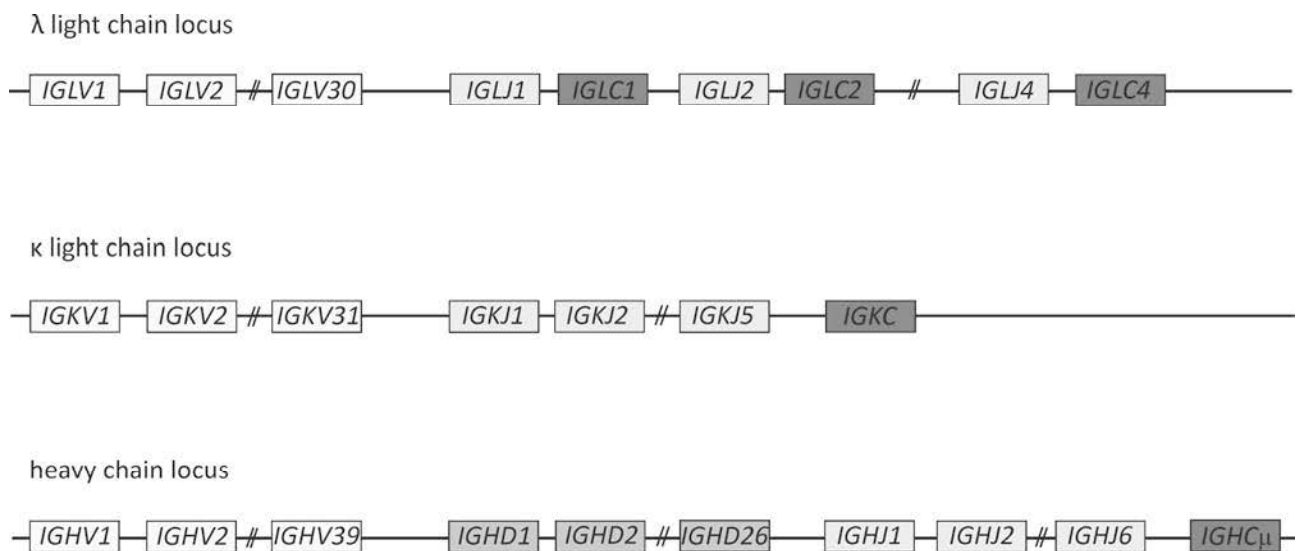 λ light chain locus
IGLV1 IGLV2 // IGLV30 IGLJ1 IGLC1 IGLJ2 IGLC2 // IGLJ4 IGLC4
κ light chain locus
IGKV1 IGKV2 // IGKV31 IGKJ1 IGKJ2 // IGKJ5 IGKC
heavy chain locus
IGHV1 IGHV2 // IGHV39 IGHD1 IGHD2 // IGHD26 IGHJ1 IGHJ2 // IGHJ6 IGHCμ